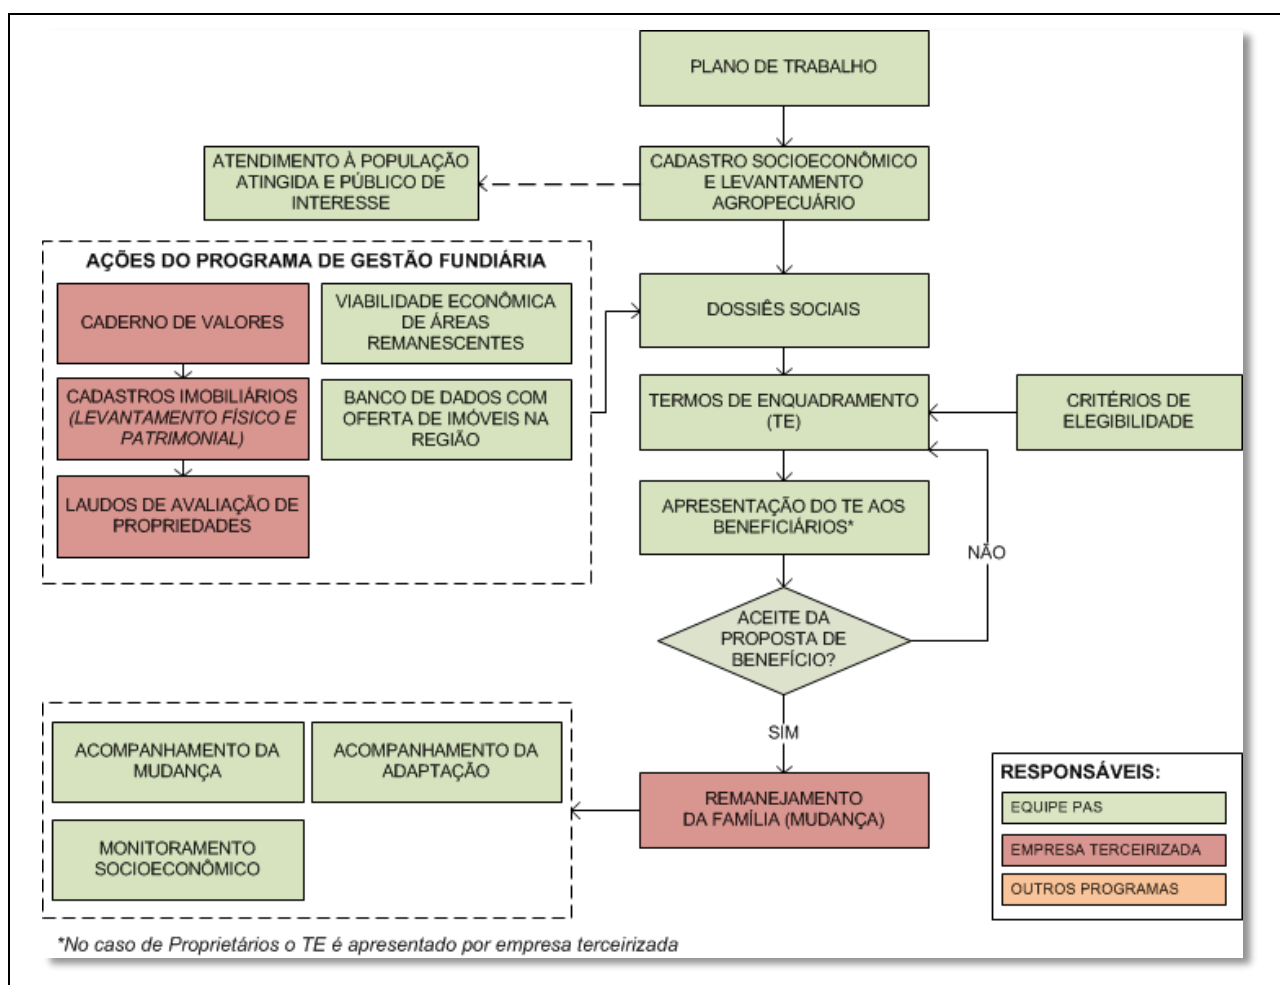 PLANO DE TRABALHO
ATENDIMENTO À POPULAÇÃO
ATINGIDA E PÚBLICO DE
INTERESSE
CADASTRO SOCIOECONÔMICO
E LEVANTAMENTO
AGROPECUÁRIO
AÇÕES DO PROGRAMA DE GESTÃO FUNDIÁRIA
CADERNO DE VALORES
VIABILIDADE ECONÔMICA
DE ÁREAS
REMANESCENTES
DOSSIÊS SOCIAIS
CADASTROS IMOBILIÁRIOS
(LEVANTAMENTO FÍSICO E
PATRIMONIAL)
BANCO DE DADOS COM
OFERTA DE IMÓVEIS NA
REGIÃO
TERMOS DE ENQUADRAMENTO
(TE)
CRITÉRIOS DE
ELEGIBILIDADE
LAUDOS DE AVALIAÇÃO DE
PROPRIEDADES
APRESENTAÇÃO DO TE AOS
BENEFICIÁRIOS*
NÃO
ACEITE DA
PROPOSTA DE
BENEFÍCIO?
SIM
ACOMPANHAMENTO DA
MUDANÇA
ACOMPANHAMENTO DA
ADAPTAÇÃO
MONITORAMENTO
SOCIOECONÔMICO
REMANEJAMENTO
DA FAMÍLIA (MUDANÇA)
RESPONSÁVEIS:
EQUIPE PAS
EMPRESA TERCEIRIZADA
OUTROS PROGRAMAS
*No caso de Proprietários o TE é apresentado por empresa terceirizada